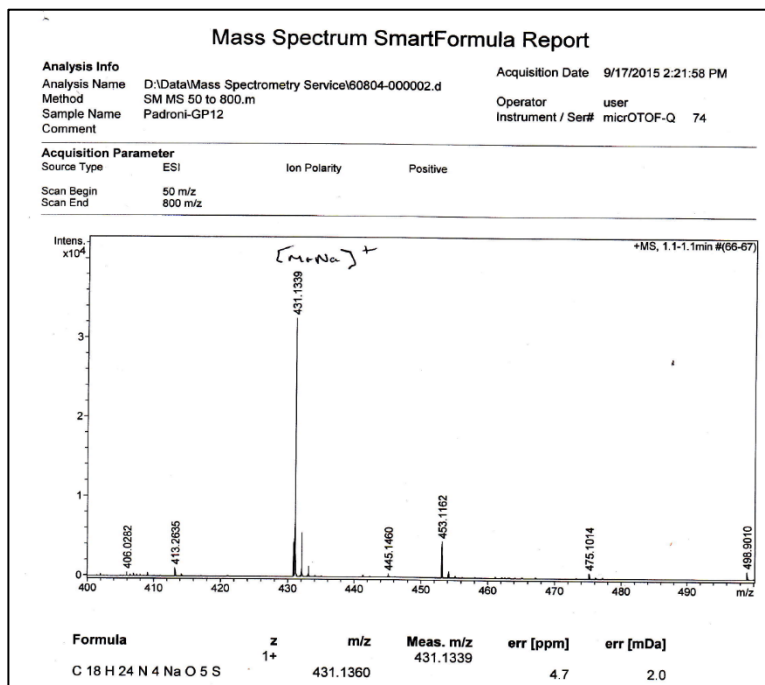 Mass Spectrum SmartFormula Report
Analysis Info
Acquisition Date 9/17/2015 2:21:58 PM
Analysis Name D:\Data\Mass Spectrometry Service\60804-000002.d
Method SM MS 50 to 800.m
Operator user
Sample Name Padroni-GP12
Instrument / Ser# micrOTOF-Q 74
Comment
Acquisition Parameter
Source Type ESI Ion Polarity Positive
Scan Begin 50 m/z
Scan End 800 m/z
Intens.
x10⁴
[M+Na]⁺
+MS, 1.1-1.1min #(66-67)
431.1339
3
2
1
0
406.0282
413.2635
445.1460
453.1162
475.1014
498.9010
400 410 420 430 440 450 460 470 480 490 m/z
Formula z m/z Meas. m/z err [ppm] err [mDa]
1+ 431.1339
C 18 H 24 N 4 Na O 5 S 431.1360 4.7 2.0